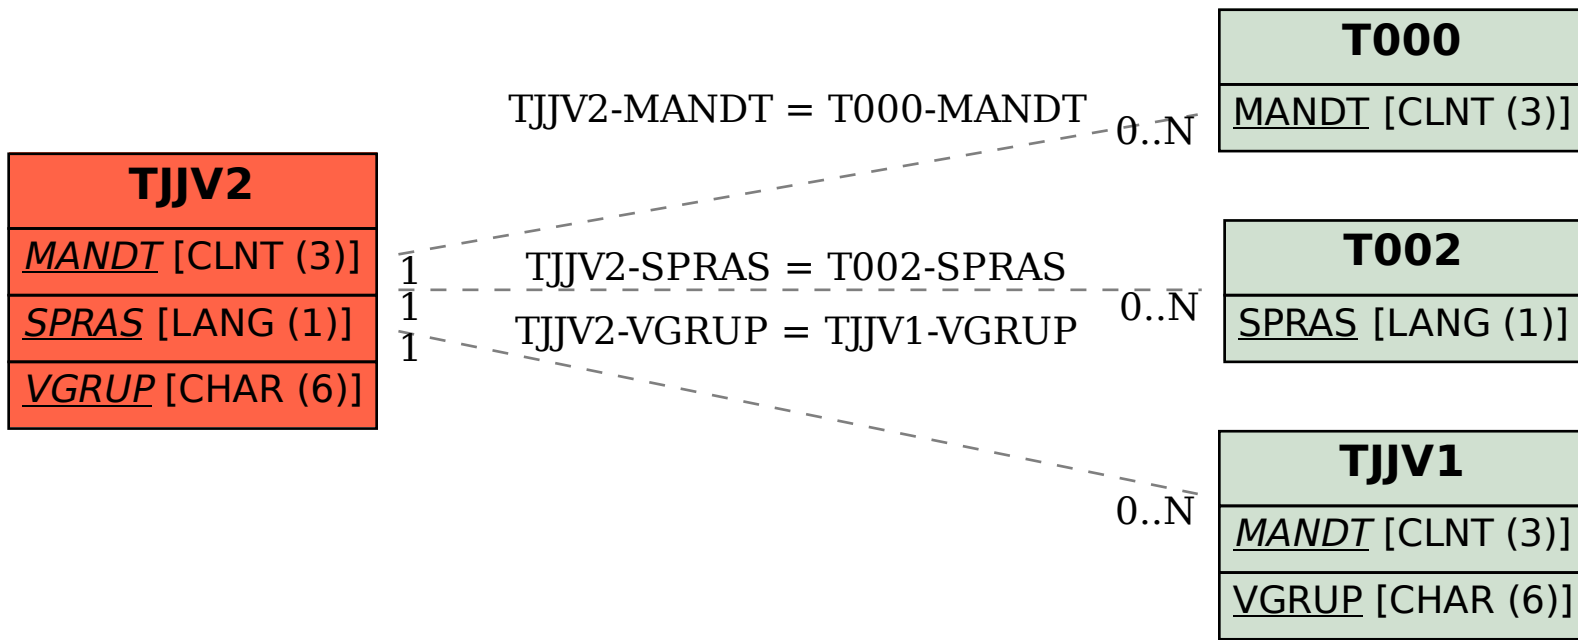 TJJV2
MANDT [CLNT (3)]
SPRAS [LANG (1)]
VGRUP [CHAR (6)]
TJJV2-MANDT = T000-MANDT
0..N
1
TJJV2-SPRAS = T002-SPRAS
0..N
1
TJJV2-VGRUP = TJJV1-VGRUP
0..N
1
T000
MANDT [CLNT (3)]
T002
SPRAS [LANG (1)]
TJJV1
MANDT [CLNT (3)]
VGRUP [CHAR (6)]